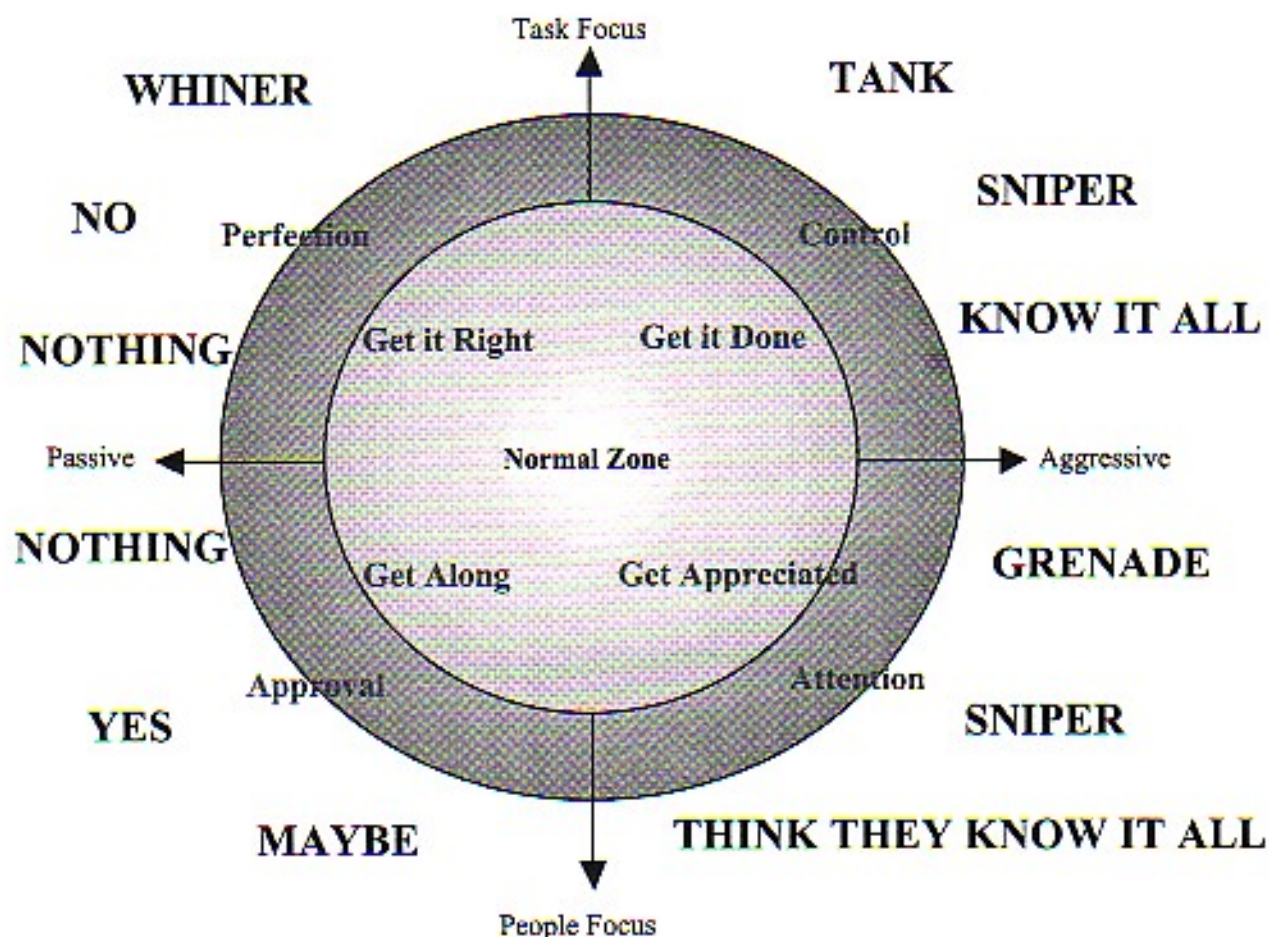 Task Focus
WHINER
TANK
SNIPER
NO
Perfection
Control
KNOW IT ALL
NOTHING
Get it Right
Get it Done
Passive
Normal Zone
Aggressive
NOTHING
GRENADE
Get Along
Get Appreciated
Approval
Attention
YES
SNIPER
MAYBE
THINK THEY KNOW IT ALL
People Focus